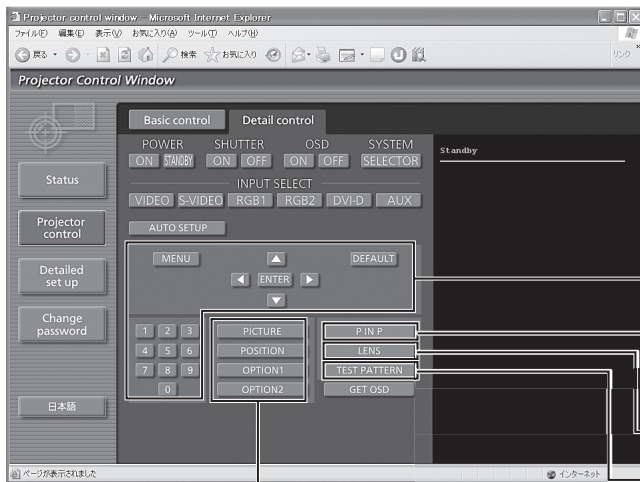 Projector control window - Microsoft Internet Explorer
ファイル(F) 編集(E) 表示(V) お気に入り(A) ツール(T) ヘルプ(H)
戻る 検索 お気に入り リンク
Projector Control Window
Basic control Detail control
POWER SHUTTER OSD SYSTEM
ON STANDBY ON OFF ON OFF SELECTOR
Standby
Status
INPUT SELECT
VIDEO S-VIDEO RGB1 RGB2 DVI-D AUX
Projector control
AUTO SETUP
MENU DEFAULT
ENTER
Detailed set up
Change password
1 2 3 PICTURE P IN P
4 5 6 POSITION LENS
7 8 9 OPTION1 TEST PATTERN
0 OPTION2 GET OSD
日本語
ページが表示されました インターネット